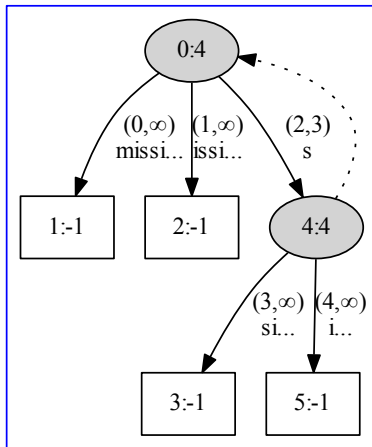 0:4
(0,∞) (1,∞) (2,3)
missi... issi... s
1:-1 2:-1 4:4
(3,∞) (4,∞)
si... i...
3:-1 5:-1